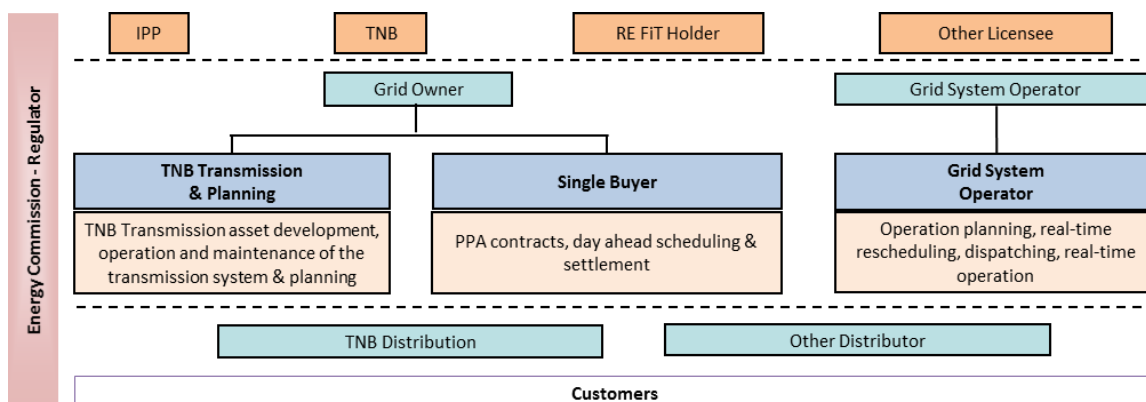 Energy Commission - Regulator
IPP
TNB
RE FiT Holder
Other Licensee
Grid Owner
Grid System Operator
TNB Transmission
& Planning
Single Buyer
Grid System
Operator
TNB Transmission asset development,
operation and maintenance of the
transmission system & planning
PPA contracts, day ahead scheduling &
settlement
Operation planning, real-time
rescheduling, dispatching, real-time
operation
TNB Distribution
Other Distributor
Customers